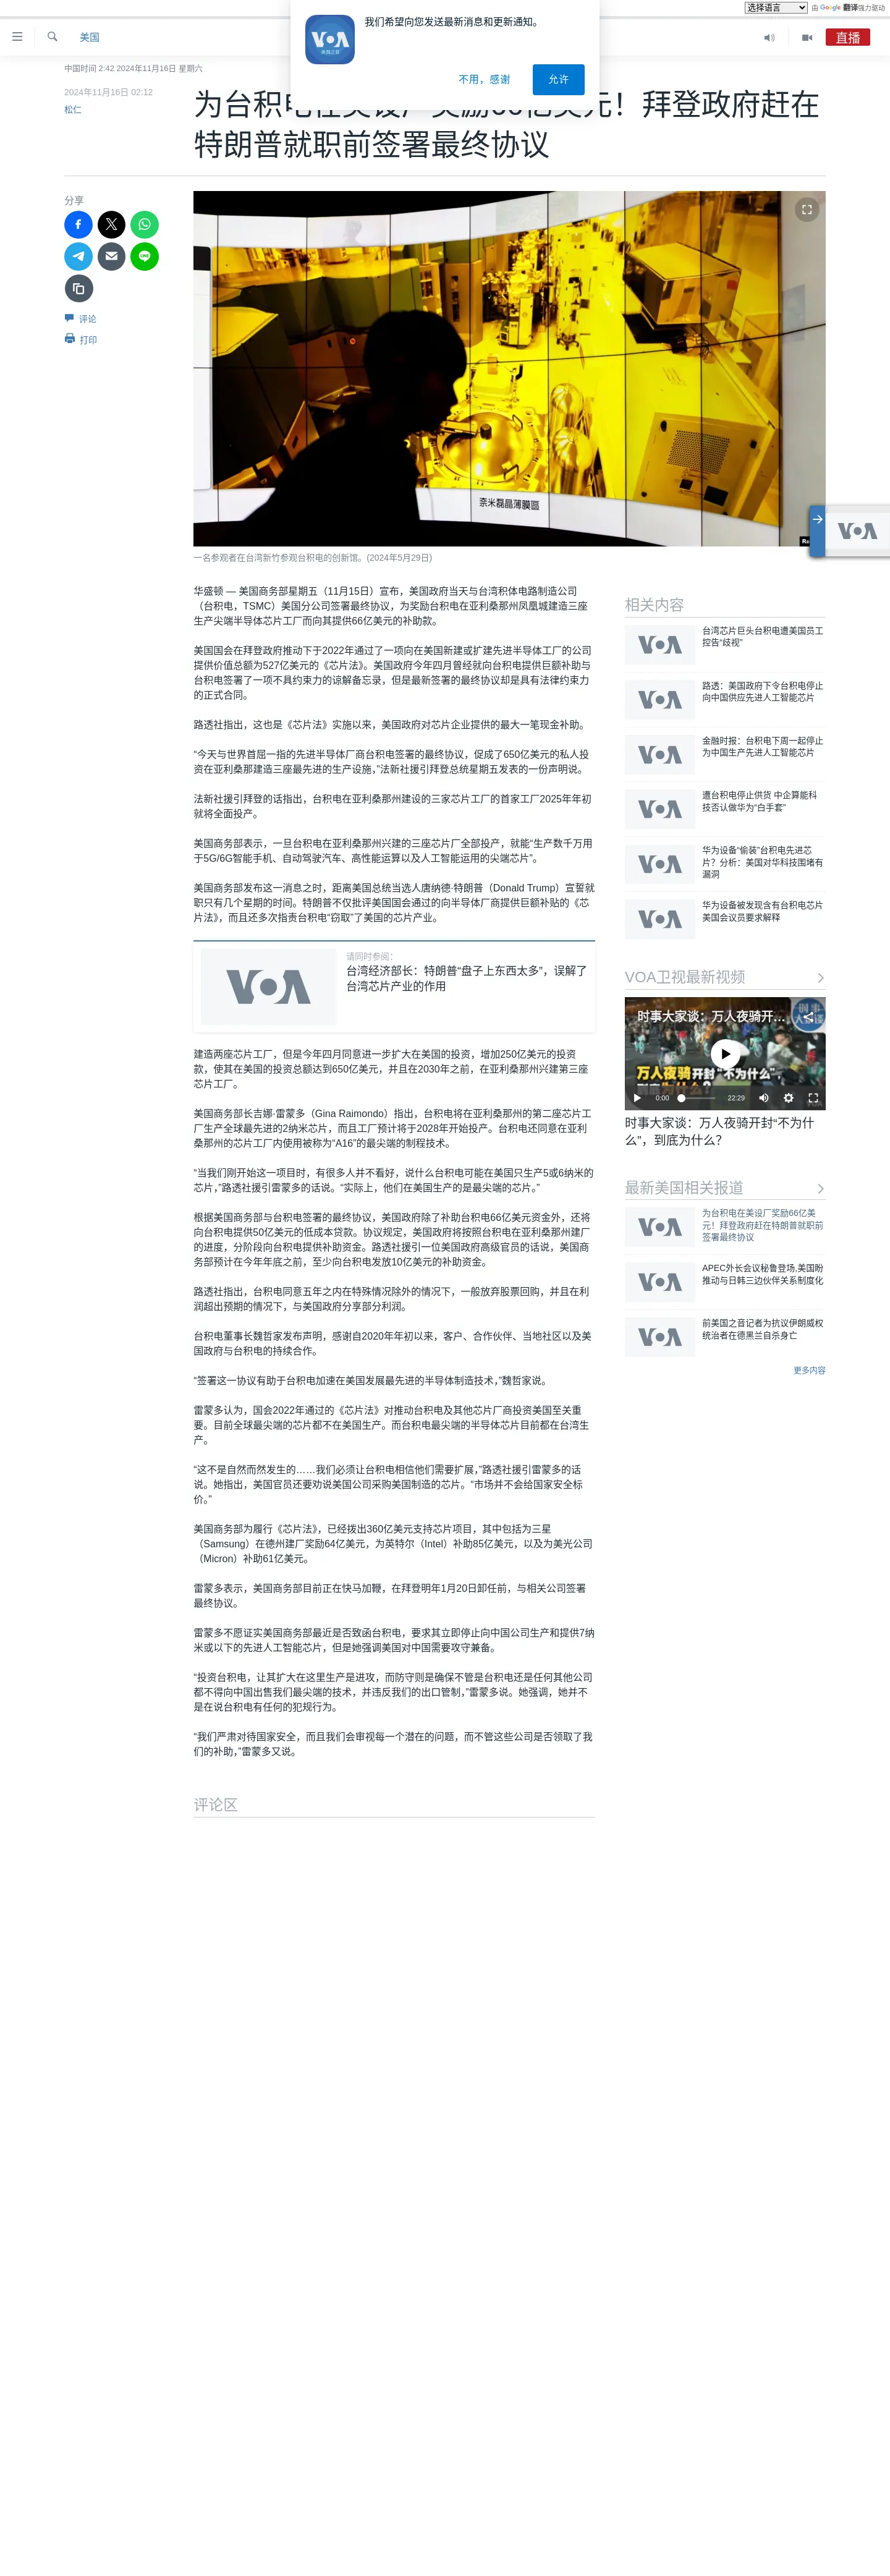 选择语言 由 Google 翻译强力驱动
我们希望向您发送最新消息和更新通知。
不用，感谢
允许
美国
直播
中国时间 2:42 2024年11月16日 星期六
2024年11月16日 02:12
松仁
特朗普就职前签署最终协议
分享
评论
打印
奈米磊晶薄膜區
一名参观者在台湾新竹参观台积电的创新馆。(2024年5月29日)
华盛顿 — 美国商务部星期五（11月15日）宣布，美国政府当天与台湾积体电路制造公司
（台积电，TSMC）美国分公司签署最终协议，为奖励台积电在亚利桑那州凤凰城建造三座
生产尖端半导体芯片工厂而向其提供66亿美元的补助款。
美国国会在拜登政府推动下于2022年通过了一项向在美国新建或扩建先进半导体工厂的公司
提供价值总额为527亿美元的《芯片法》。美国政府今年四月曾经就向台积电提供巨额补助与
台积电签署了一项不具约束力的谅解备忘录，但是最新签署的最终协议却是具有法律约束力
的正式合同。
路透社指出，这也是《芯片法》实施以来，美国政府对芯片企业提供的最大一笔现金补助。
“今天与世界首屈一指的先进半导体厂商台积电签署的最终协议，促成了650亿美元的私人投
资在亚利桑那建造三座最先进的生产设施，”法新社援引拜登总统星期五发表的一份声明说。
法新社援引拜登的话指出，台积电在亚利桑那州建设的三家芯片工厂的首家工厂2025年年初
就将全面投产。
美国商务部表示，一旦台积电在亚利桑那州兴建的三座芯片厂全部投产，就能“生产数千万用
于5G/6G智能手机、自动驾驶汽车、高性能运算以及人工智能运用的尖端芯片”。
美国商务部发布这一消息之时，距离美国总统当选人唐纳德·特朗普（Donald Trump）宣誓就
职只有几个星期的时间。特朗普不仅批评美国国会通过的向半导体厂商提供巨额补贴的《芯
片法》，而且还多次指责台积电“窃取”了美国的芯片产业。
请同时参阅：
台湾经济部长：特朗普“盘子上东西太多”，误解了
台湾芯片产业的作用
建造两座芯片工厂，但是今年四月同意进一步扩大在美国的投资，增加250亿美元的投资
款，使其在美国的投资总额达到650亿美元，并且在2030年之前，在亚利桑那州兴建第三座
芯片工厂。
美国商务部长吉娜·雷蒙多（Gina Raimondo）指出，台积电将在亚利桑那州的第二座芯片工
厂生产全球最先进的2纳米芯片，而且工厂预计将于2028年开始投产。台积电还同意在亚利
桑那州的芯片工厂内使用被称为“A16”的最尖端的制程技术。
“当我们刚开始这一项目时，有很多人并不看好，说什么台积电可能在美国只生产5或6纳米的
芯片，”路透社援引雷蒙多的话说。“实际上，他们在美国生产的是最尖端的芯片。”
根据美国商务部与台积电签署的最终协议，美国政府除了补助台积电66亿美元资金外，还将
向台积电提供50亿美元的低成本贷款。协议规定，美国政府将按照台积电在亚利桑那州建厂
的进度，分阶段向台积电提供补助资金。路透社援引一位美国政府高级官员的话说，美国商
务部预计在今年年底之前，至少向台积电发放10亿美元的补助资金。
路透社指出，台积电同意五年之内在特殊情况除外的情况下，一般放弃股票回购，并且在利
润超出预期的情况下，与美国政府分享部分利润。
台积电董事长魏哲家发布声明，感谢自2020年年初以来，客户、合作伙伴、当地社区以及美
国政府与台积电的持续合作。
“签署这一协议有助于台积电加速在美国发展最先进的半导体制造技术，”魏哲家说。
雷蒙多认为，国会2022年通过的《芯片法》对推动台积电及其他芯片厂商投资美国至关重
要。目前全球最尖端的芯片都不在美国生产。而台积电最尖端的半导体芯片目前都在台湾生
产。
“这不是自然而然发生的……我们必须让台积电相信他们需要扩展，”路透社援引雷蒙多的话
说。她指出，美国官员还要劝说美国公司采购美国制造的芯片。“市场并不会给国家安全标
价。”
美国商务部为履行《芯片法》，已经拨出360亿美元支持芯片项目，其中包括为三星
（Samsung）在德州建厂奖励64亿美元，为英特尔（Intel）补助85亿美元，以及为美光公司
（Micron）补助61亿美元。
雷蒙多表示，美国商务部目前正在快马加鞭，在拜登明年1月20日卸任前，与相关公司签署
最终协议。
雷蒙多不愿证实美国商务部最近是否致函台积电，要求其立即停止向中国公司生产和提供7纳
米或以下的先进人工智能芯片，但是她强调美国对中国需要攻守兼备。
“投资台积电，让其扩大在这里生产是进攻，而防守则是确保不管是台积电还是任何其他公司
都不得向中国出售我们最尖端的技术，并违反我们的出口管制，”雷蒙多说。她强调，她并不
是在说台积电有任何的犯规行为。
“我们严肃对待国家安全，而且我们会审视每一个潜在的问题，而不管这些公司是否领取了我
们的补助，”雷蒙多又说。
评论区
相关内容
台湾芯片巨头台积电遭美国员工
控告“歧视”
路透：美国政府下令台积电停止
向中国供应先进人工智能芯片
金融时报：台积电下周一起停止
为中国生产先进人工智能芯片
遭台积电停止供货 中企算能科
技否认做华为“白手套”
华为设备“偷装”台积电先进芯
片？分析：美国对华科技围堵有
漏洞
华为设备被发现含有台积电芯片
美国会议员要求解释
VOA卫视最新视频
时事大家谈：万人夜骑开…
万人夜骑开封“不为什么”，
0:00
22:29
时事大家谈：万人夜骑开封“不为什
么”，到底为什么？
最新美国相关报道
为台积电在美设厂奖励66亿美
元！拜登政府赶在特朗普就职前
签署最终协议
APEC外长会议秘鲁登场,美国盼
推动与日韩三边伙伴关系制度化
前美国之音记者为抗议伊朗威权
统治者在德黑兰自杀身亡
更多内容